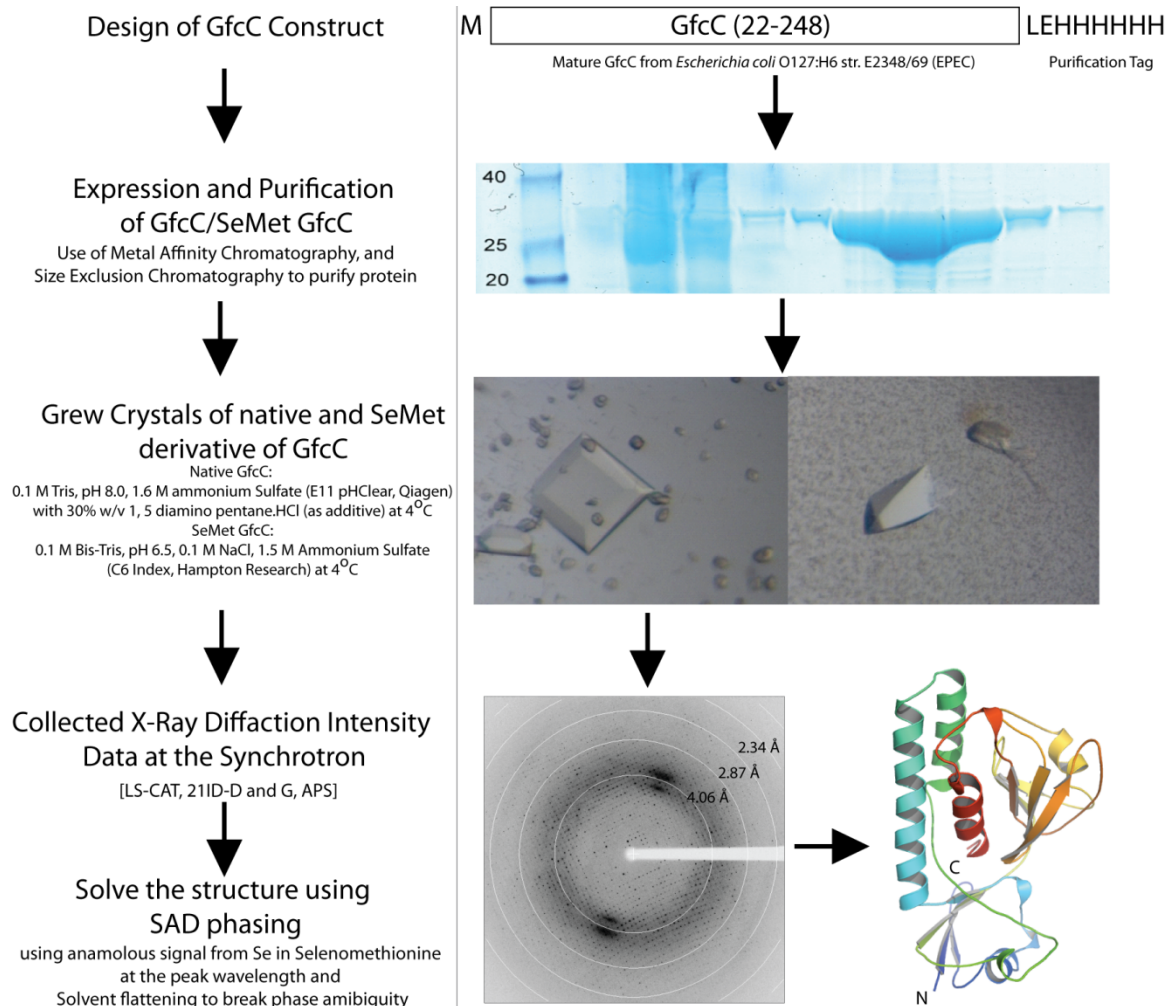 Design of GfcC Construct
Expression and Purification
of GfcC/SeMet GfcC
Use of Metal Affinity Chromatography, and
Size Exclusion Chromatography to purify protein
Grew Crystals of native and SeMet
derivative of GfcC
Native GfcC:
0.1 M Tris, pH 8.0, 1.6 M ammonium Sulfate (E11 pHClear, Qiagen)
with 30% w/v 1, 5 diamino pentane.HCl (as additive) at 4°C
SeMet GfcC:
0.1 M Bis-Tris, pH 6.5, 0.1 M NaCl, 1.5 M Ammonium Sulfate
(C6 Index, Hampton Research) at 4°C
Collected X-Ray Diffaction Intensity
Data at the Synchrotron
[LS-CAT, 21ID-D and G, APS]
Solve the structure using
SAD phasing
using anamolous signal from Se in Selenomethionine
at the peak wavelength and
Solvent flattening to break phase amibiguity
M GfcC (22-248) LEHHHHHH
Mature GfcC from Escherichia coli O127:H6 str. E2348/69 (EPEC) Purification Tag
40
25
20
2.34 Å
2.87 Å
4.06 Å
C
N